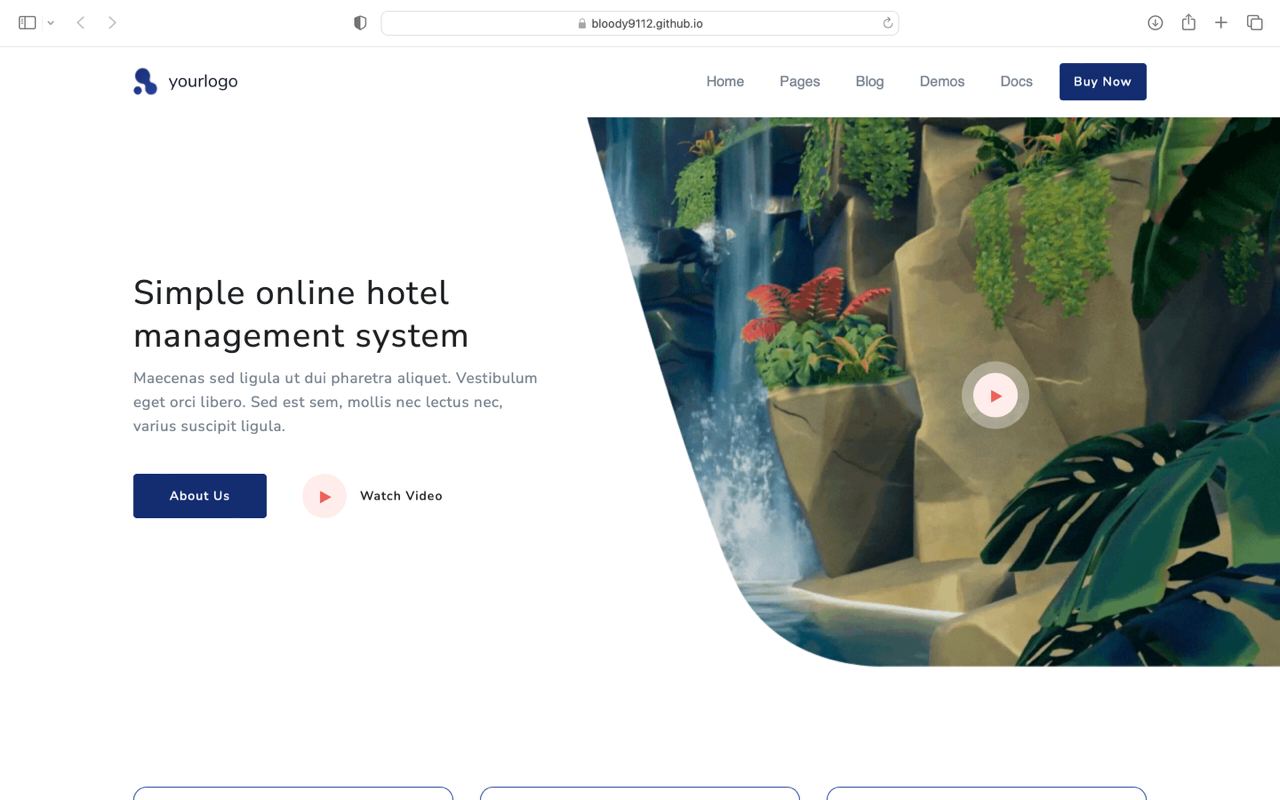 bloody9112.github.io
yourlogo
Home
Pages
Blog
Demos
Docs
Buy Now
Simple online hotel
management system
Maecenas sed ligula ut dui pharetra aliquet. Vestibulum
eget orci libero. Sed est sem, mollis nec lectus nec,
varius suscipit ligula.
About Us
Watch Video